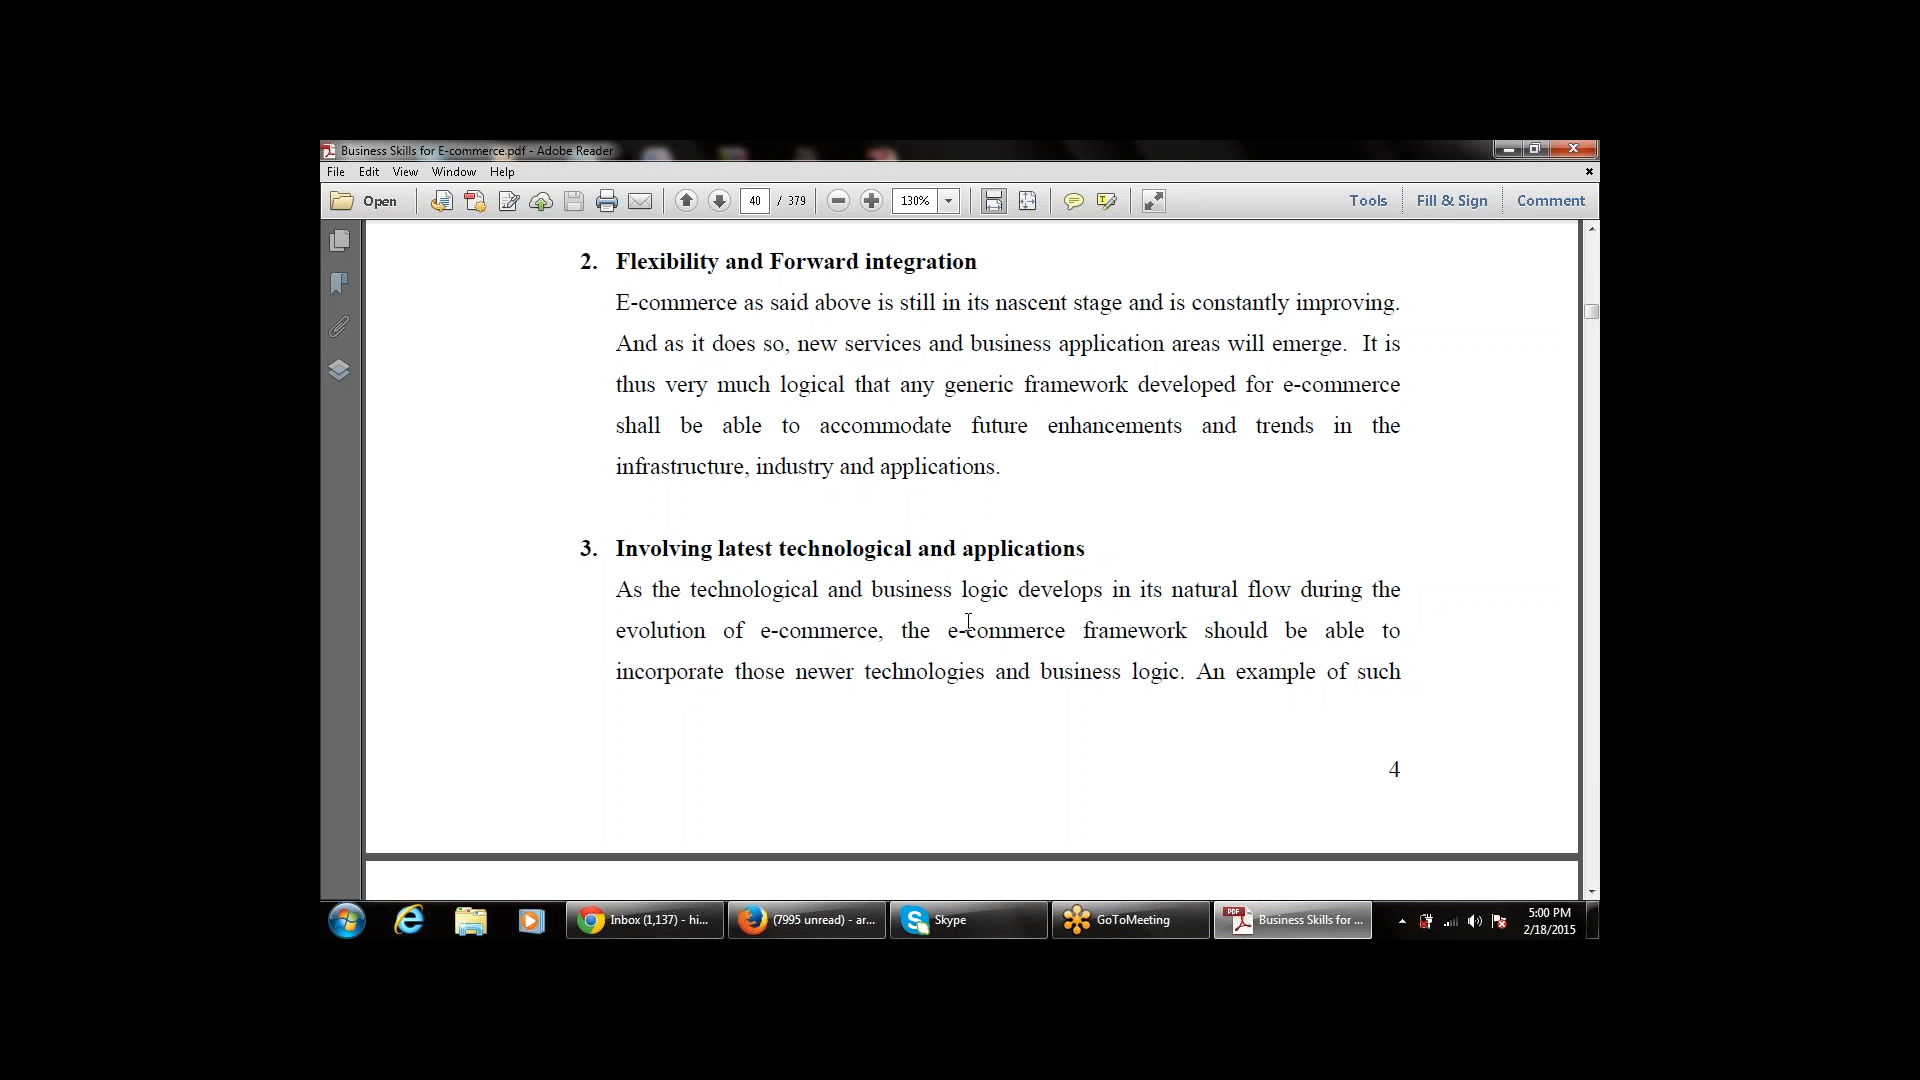 Business Skills for E-commerce.pdf - Adobe Reader
File Edit View Window Help
Open 40 / 379 130% Tools Fill & Sign Comment
2. Flexibility and Forward integration
E-commerce as said above is still in its nascent stage and is constantly improving.
And as it does so, new services and business application areas will emerge. It is
thus very much logical that any generic framework developed for e-commerce
shall be able to accommodate future enhancements and trends in the
infrastructure, industry and applications.
3. Involving latest technological and applications
As the technological and business logic develops in its natural flow during the
evolution of e-commerce, the e-commerce framework should be able to
incorporate those newer technologies and business logic. An example of such
4
Inbox (1,137) - hi... (7995 unread) - ar... Skype GoToMeeting PDF Business Skills for ... 5:00 PM
2/18/2015